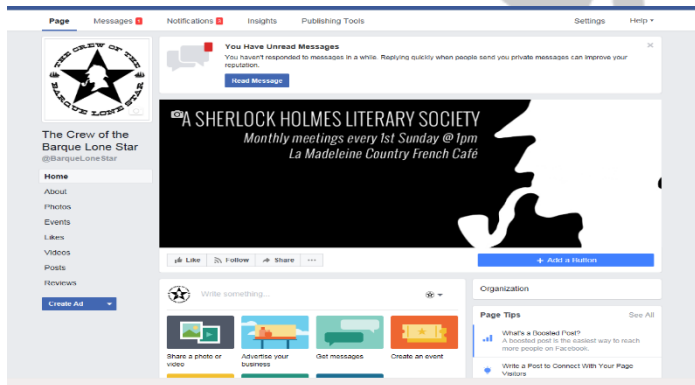 Page Messages Notifications Insights Publishing Tools Settings Help
THE CREW OF THE
BARQUE LONE STAR
The Crew of the
Barque Lone Star
@BarqueLoneStar
Home
About
Photos
Events
Likes
Videos
Posts
Reviews
Create Ad
You Have Unread Messages
You haven't responded to messages in a while. Replying quickly when people send you private messages can improve your
reputation.
Read Message
A SHERLOCK HOLMES LITERARY SOCIETY
Monthly meetings every 1st Sunday @ 1pm
La Madeleine Country French Café
Like Follow Share ...
+ Add a Button
Write something...
Share a photo or
video
Advertise your
business
Get messages
Create an event
Organization
Page Tips See All
What's a Boosted Post?
A boosted post is the easiest way to reach
more people on Facebook.
Write a Post to Connect With Your Page
Visitors